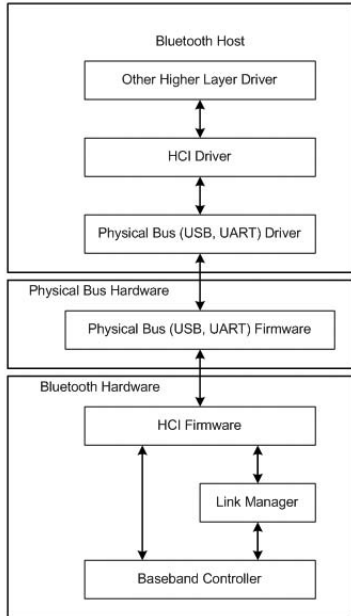 Bluetooth Host
Other Higher Layer Driver
HCI Driver
Physical Bus (USB, UART) Driver
Physical Bus Hardware
Physical Bus (USB, UART) Firmware
Bluetooth Hardware
HCI Firmware
Link Manager
Baseband Controller